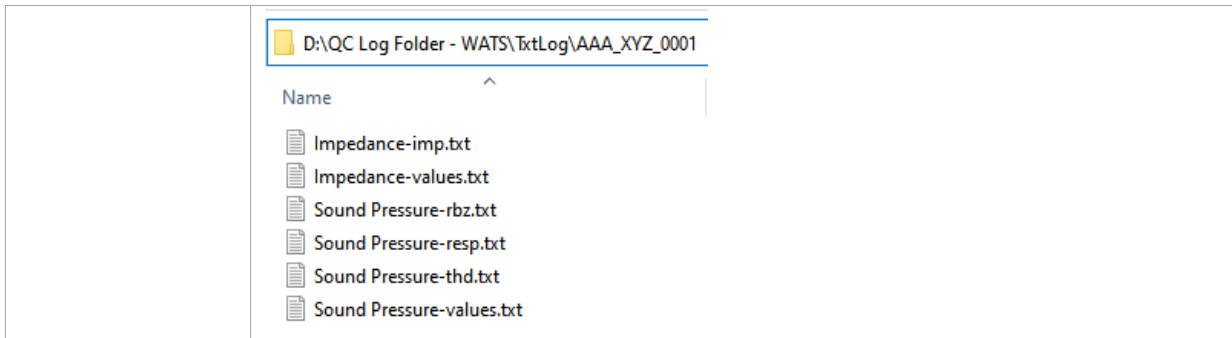 D:\QC Log Folder - WATS\TxtLog\AAA_XYZ_0001
Name
Impedance-imp.txt
Impedance-values.txt
Sound Pressure-rbz.txt
Sound Pressure-resp.txt
Sound Pressure-thd.txt
Sound Pressure-values.txt